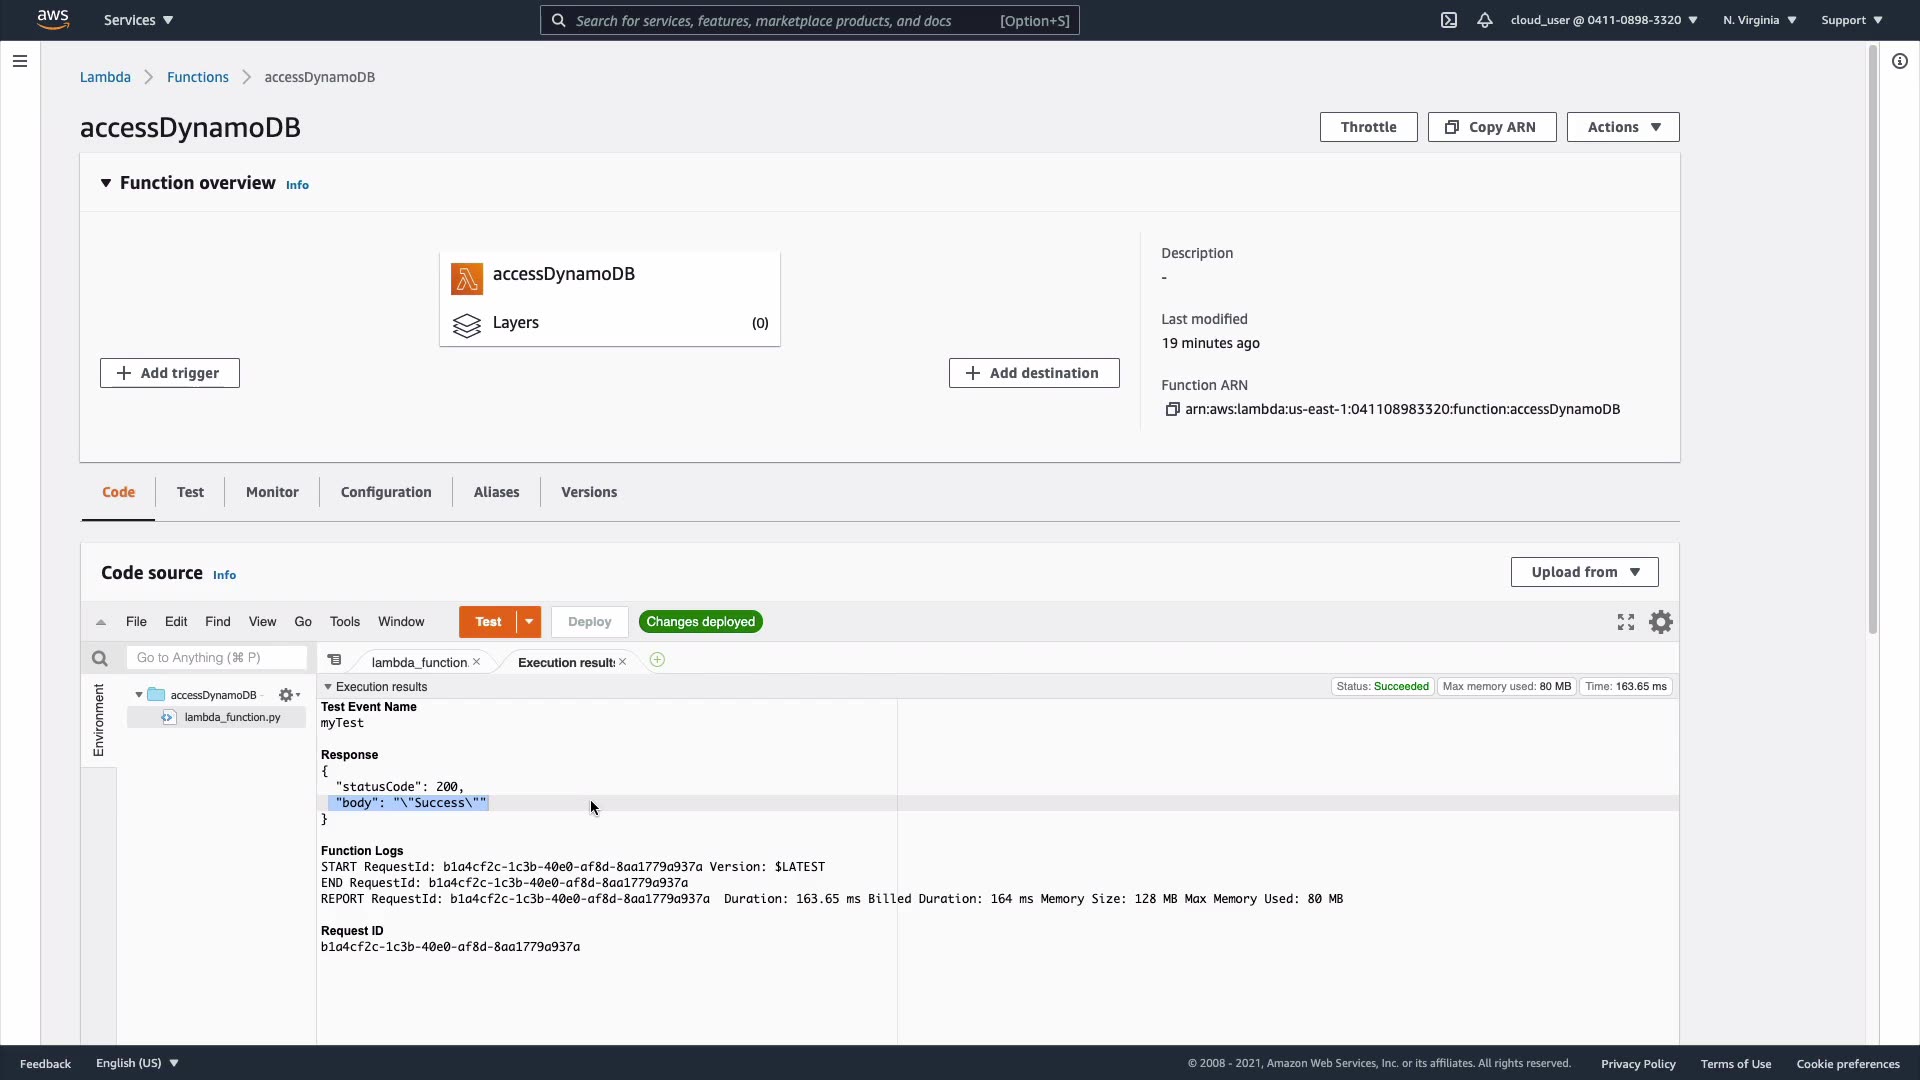 aws
Services
Search for services, features, marketplace products, and docs
[Option+S]
cloud_user @ 0411-0898-3320
N. Virginia
Support
Lambda
Functions
accessDynamoDB
accessDynamoDB
Throttle
Copy ARN
Actions
Function overview
Info
accessDynamoDB
Layers
(0)
Add trigger
Add destination
Description
-
Last modified
19 minutes ago
Function ARN
arn:aws:lambda:us-east-1:041108983320:function:accessDynamoDB
Code
Test
Monitor
Configuration
Aliases
Versions
Code source
Info
Upload from
File
Edit
Find
View
Go
Tools
Window
Test
Deploy
Changes deployed
Go to Anything (⌘ P)
lambda_function.
Execution results
Environment
accessDynamoDB
lambda_function.py
Execution results
Status: Succeeded
Max memory used: 80 MB
Time: 163.65 ms
Test Event Name
myTest
Response
{
"statusCode": 200,
"body": "\"Success\""
}
Function Logs
START RequestId: b1a4cf2c-1c3b-40e0-af8d-8aa1779a937a Version: $LATEST
END RequestId: b1a4cf2c-1c3b-40e0-af8d-8aa1779a937a
REPORT RequestId: b1a4cf2c-1c3b-40e0-af8d-8aa1779a937a Duration: 163.65 ms Billed Duration: 164 ms Memory Size: 128 MB Max Memory Used: 80 MB
Request ID
b1a4cf2c-1c3b-40e0-af8d-8aa1779a937a
Feedback
English (US)
© 2008 - 2021, Amazon Web Services, Inc. or its affiliates. All rights reserved.
Privacy Policy
Terms of Use
Cookie preferences